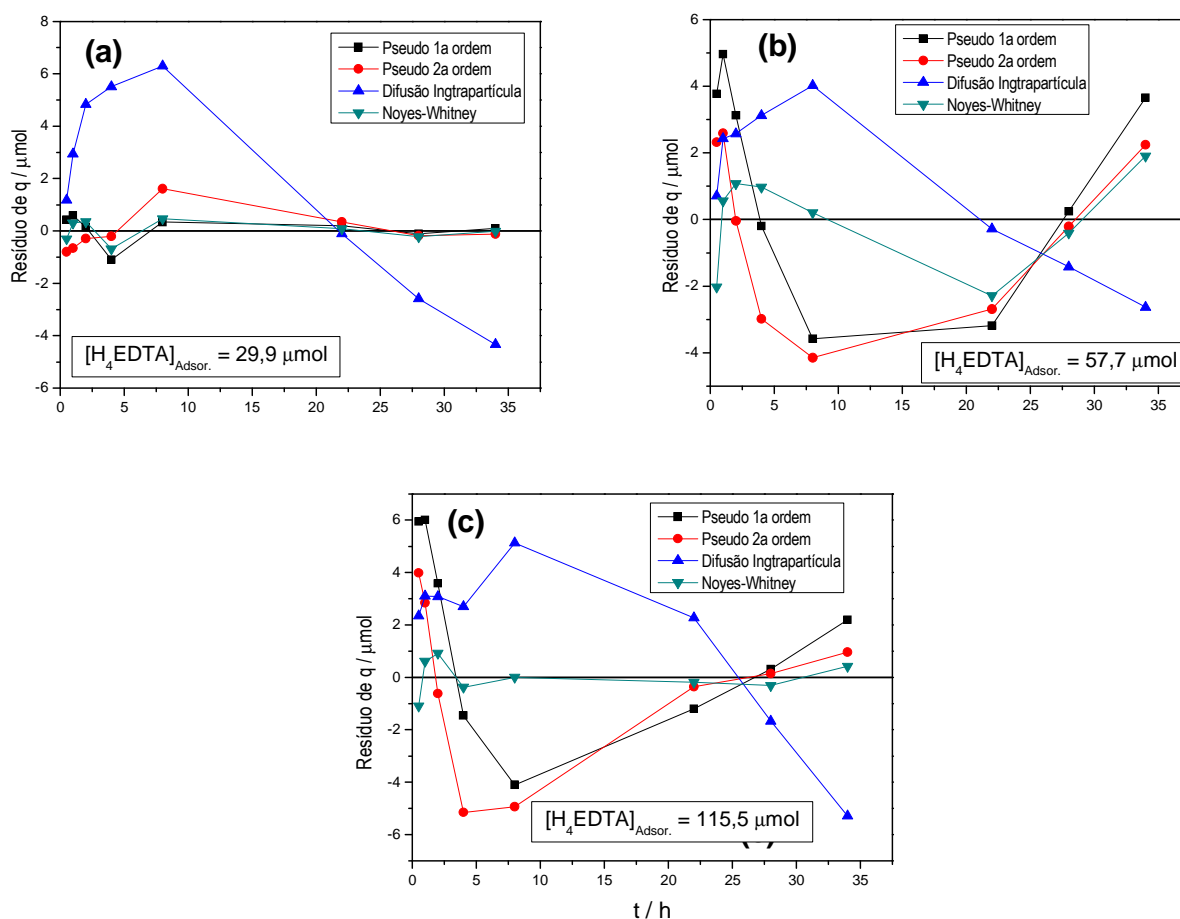 (a)
Pseudo 1a ordem
Pseudo 2a ordem
Difusão Ingtrapartícula
Noyes-Whitney
Resíduo de q / μmol
8
6
4
2
0
-2
-4
-6
[H4EDTA]Adsor. = 29,9 μmol
0 5 10 15 20 25 30 35
(b)
Pseudo 1a ordem
Pseudo 2a ordem
Difusão Ingtrapartícula
Noyes-Whitney
Resíduo de q / μmol
6
4
2
0
-2
-4
[H4EDTA]Adsor. = 57,7 μmol
0 5 10 15 20 25 30 35
(c)
Pseudo 1a ordem
Pseudo 2a ordem
Difusão Ingtrapartícula
Noyes-Whitney
Resíduo de q / μmol
6
4
2
0
-2
-4
-6
[H4EDTA]Adsor. = 115,5 μmol
0 5 10 15 20 25 30 35
t / h